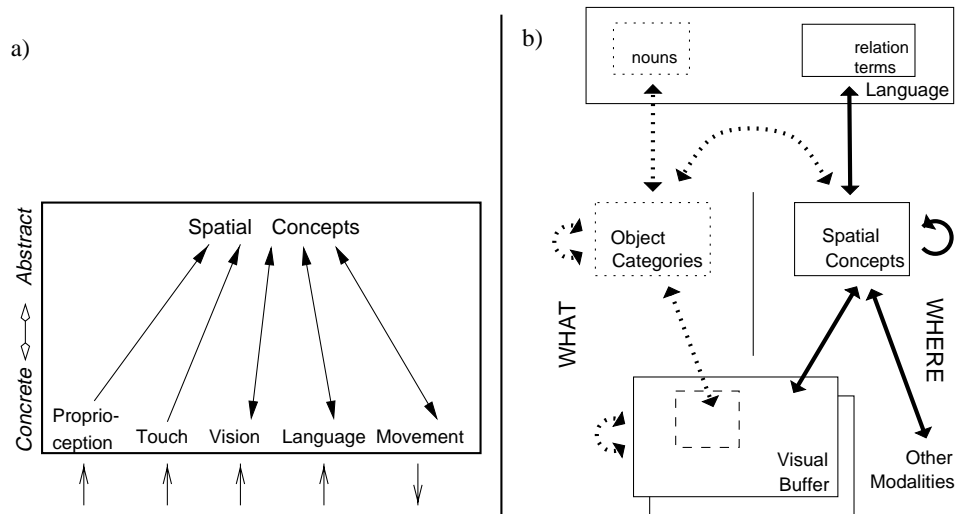 a)
Abstract
Concrete
Spatial Concepts
Proprio-
ception
Touch
Vision
Language
Movement
b)
nouns
relation
terms
Language
Object
Categories
Spatial
Concepts
WHAT
WHERE
Visual
Buffer
Other
Modalities